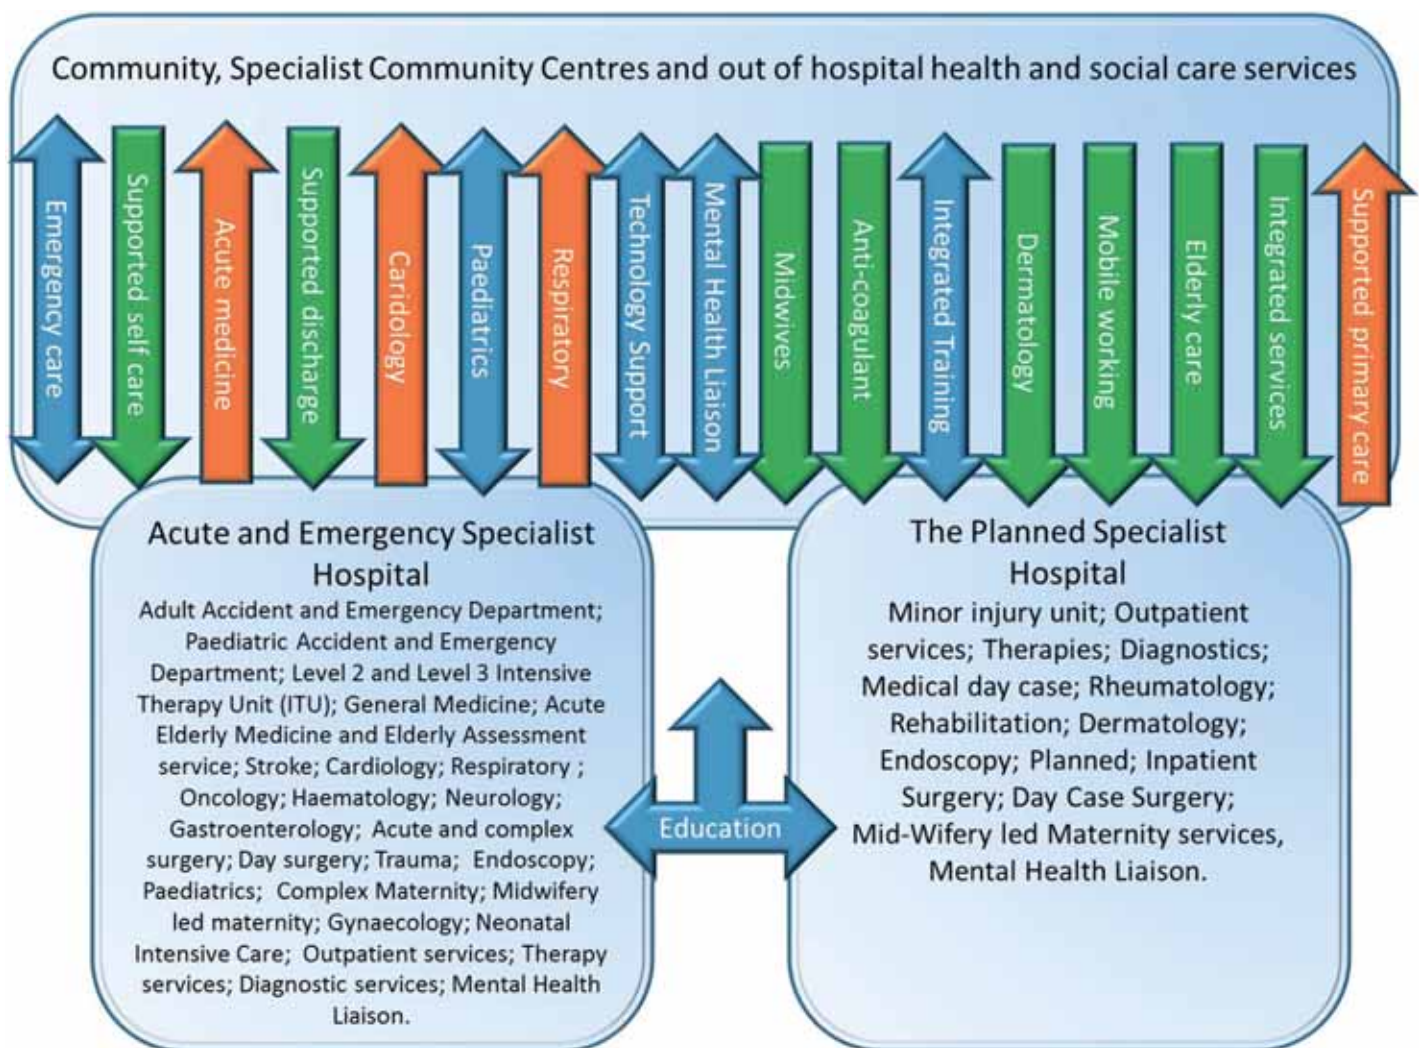 Community, Specialist Community Centres and out of hospital health and social care services
Emergency care
Supported self care
Acute medicine
Supported discharge
Caridology
Paediatrics
Respiratory
Technology Support
Mental Health Liaison
Midwives
Anti-coagulant
Integrated Training
Dermatology
Mobile working
Elderly care
Integrated services
Supported primary care
Acute and Emergency Specialist
Hospital
Adult Accident and Emergency Department;
Paediatric Accident and Emergency
Department; Level 2 and Level 3 Intensive
Therapy Unit (ITU); General Medicine; Acute
Elderly Medicine and Elderly Assessment
service; Stroke; Cardiology; Respiratory ;
Oncology; Haematology; Neurology;
Gastroenterology; Acute and complex
surgery; Day surgery; Trauma; Endoscopy;
Paediatrics; Complex Maternity; Midwifery
led maternity; Gynaecology; Neonatal
Intensive Care; Outpatient services; Therapy
services; Diagnostic services; Mental Health
Liaison.
Education
The Planned Specialist
Hospital
Minor injury unit; Outpatient
services; Therapies; Diagnostics;
Medical day case; Rheumatology;
Rehabilitation; Dermatology;
Endoscopy; Planned; Inpatient
Surgery; Day Case Surgery;
Mid-Wifery led Maternity services,
Mental Health Liaison.